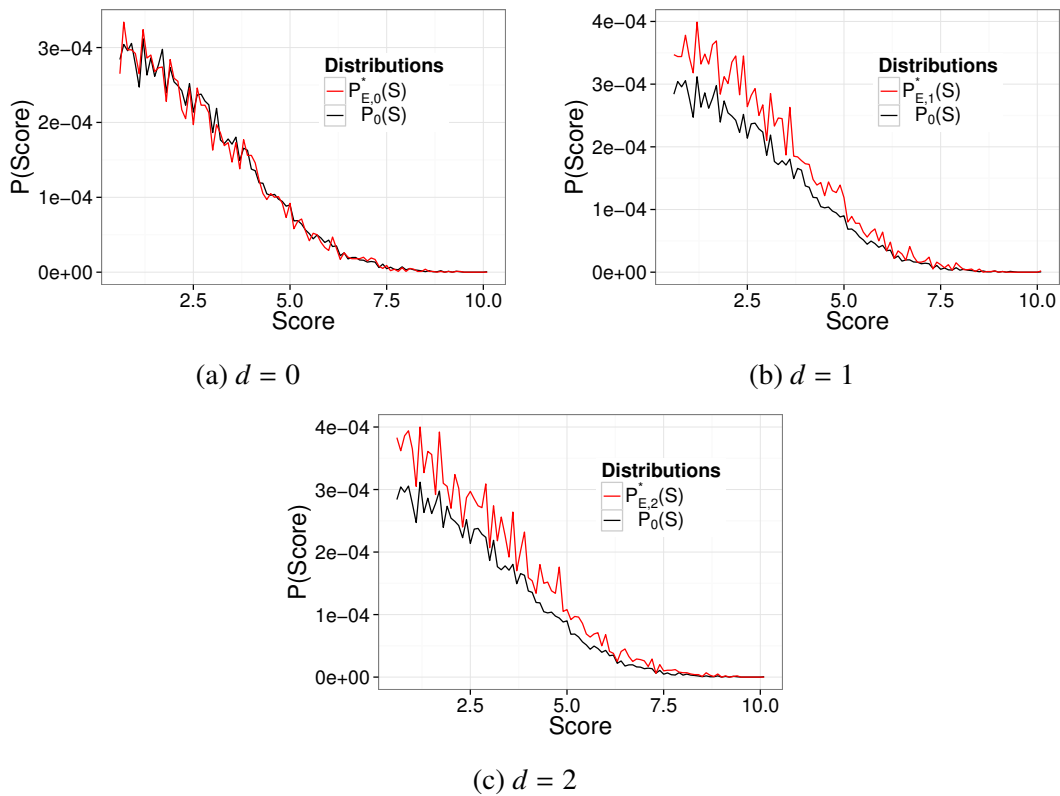 P(Score)
3e−04
2e−04
1e−04
0e+00
Distributions
P*E,0(S)
P0(S)
2.5 5.0 7.5 10.0
Score
(a) d = 0
P(Score)
4e−04
3e−04
2e−04
1e−04
0e+00
Distributions
P*E,1(S)
P0(S)
2.5 5.0 7.5 10.0
Score
(b) d = 1
P(Score)
4e−04
3e−04
2e−04
1e−04
0e+00
Distributions
P*E,2(S)
P0(S)
2.5 5.0 7.5 10.0
Score
(c) d = 2